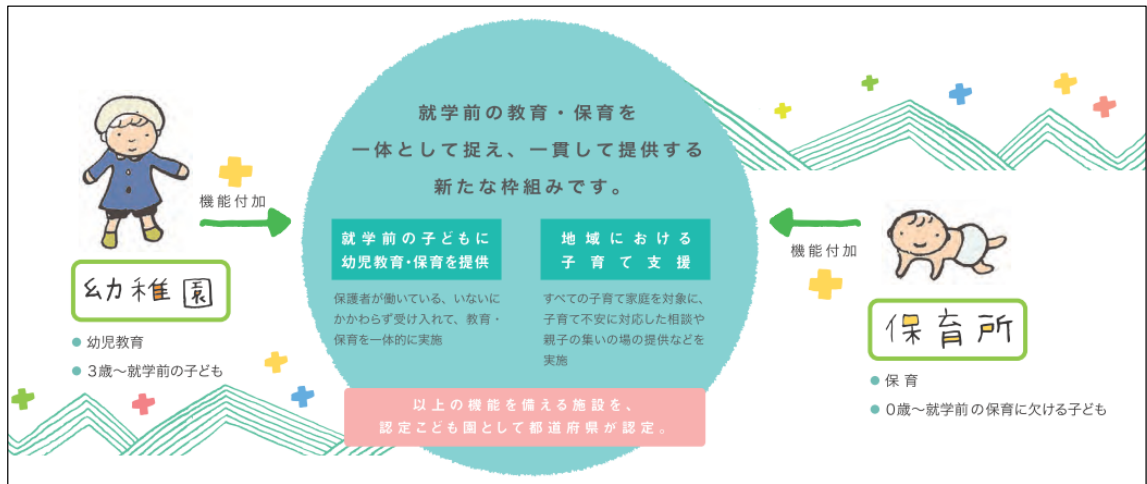 就学前の教育・保育を
一体として捉え、一貫して提供する
新たな枠組みです。
機能付加
幼稚園
幼児教育
3歳～就学前の子ども
就学前の子どもに
幼児教育・保育を提供
保護者が働いている、いないに
かかわらず受け入れて、教育・
保育を一体的に実施
地域における
子育て支援
すべての子育て家庭を対象に、
子育て不安に対応した相談や
親子の集いの場の提供などを
実施
以上の機能を備える施設を、
認定こども園として都道府県が認定。
機能付加
保育所
保育
0歳～就学前の保育に欠ける子ども